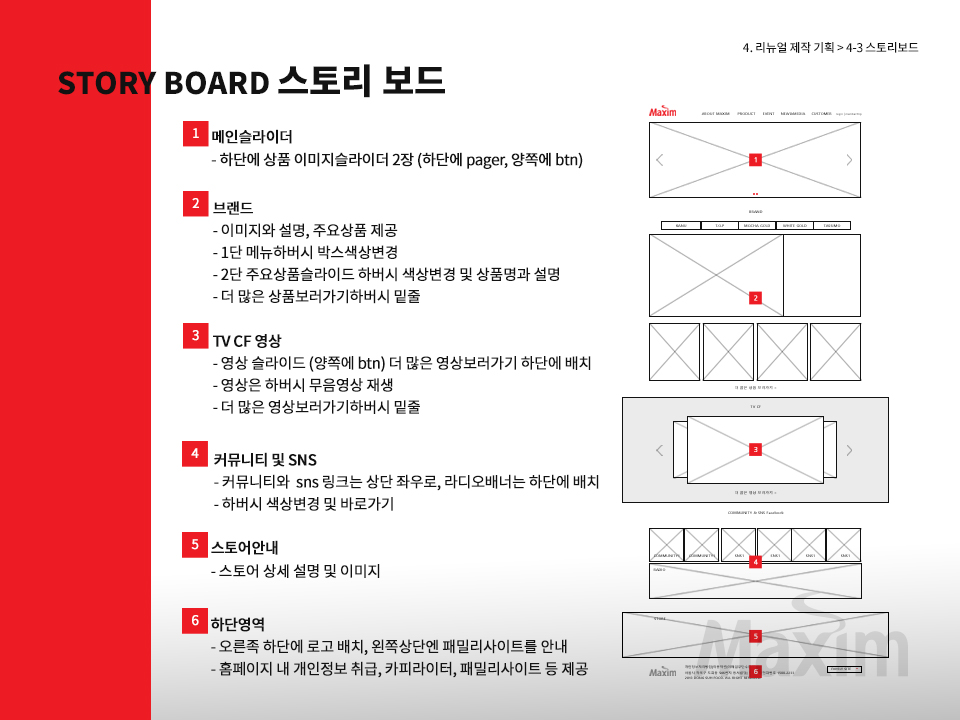 4. 리뉴얼 제작 기획 > 4-3 스토리보드
STORY BOARD 스토리 보드
1 메인슬라이더
- 하단에 상품 이미지슬라이더 2장 (하단에 pager, 양쪽에 btn)
2 브랜드
- 이미지와 설명, 주요상품 제공
- 1단 메뉴하버시 박스색상변경
- 2단 주요상품슬라이드 하버시 색상변경 및 상품명과 설명
- 더 많은 상품보러가기하버시 밑줄
3 TV CF 영상
- 영상 슬라이드 (양쪽에 btn) 더 많은 영상보러가기 하단에 배치
- 영상은 하버시 무음영상 재생
- 더 많은 영상보러가기하버시 밑줄
4 커뮤니티 및 SNS
- 커뮤니티와 sns 링크는 상단 좌우로, 라디오배너는 하단에 배치
- 하버시 색상변경 및 바로가기
5 스토어안내
- 스토어 상세 설명 및 이미지
6 하단영역
- 오른족 하단에 로고 배치, 왼쪽상단엔 패밀리사이트를 안내
- 홈페이지 내 개인정보 취급, 카피라이터, 패밀리사이트 등 제공
Maxim
ABOUT MAXIM PRODUCT EVENT NEW&MEDIA CUSTOMER
1
BOARD
KANU T.O.P MOCHA GOLD WHITE GOLD
2
더 많은 상품 보러가기 >
TV CF
3
더 많은 영상 보러가기 >
COMMUNITY & SNS Facebook
COMMUNITY COMMUNITY SNS1 SNS1 SNS1 SNS1
4
RADIO
STORE
5
Maxim
Maxim
6